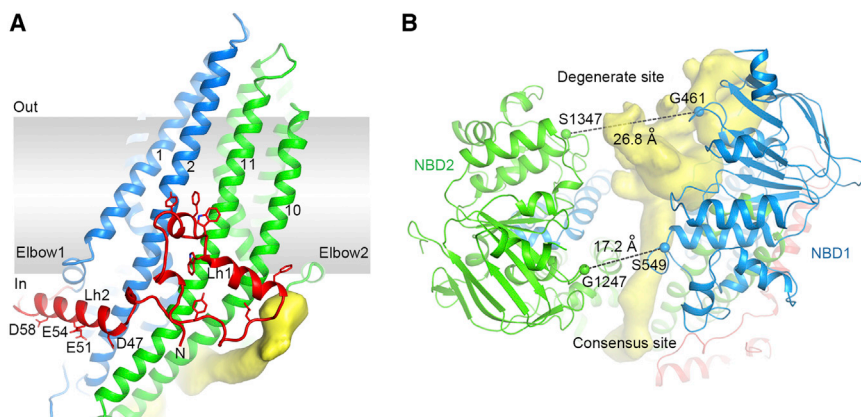 A
Out
1
2
11
10
Elbow1
Elbow2
In
Lh2
Lh1
D58
E54
E51
D47
N
B
Degenerate site
S1347
G461
26.8 Å
NBD2
17.2 Å
S549
G1247
NBD1
Consensus site